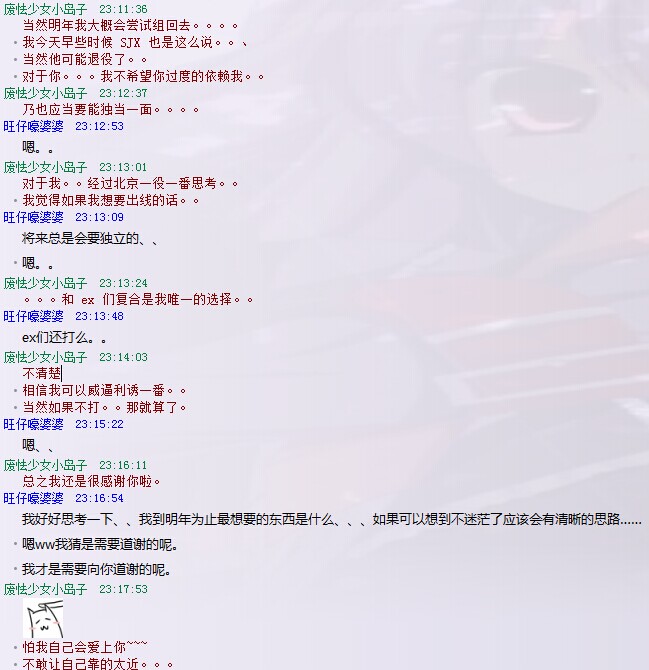 废怯少女小岛子 23:11:36
当然明年我大概会尝试组回去。。。。
我今天早些时候 SJX 也是这么说。。、
当然他可能退役了。。
对于你。。。我不希望你过度的依赖我。。
废怯少女小岛子 23:12:37
乃也应当要能独当一面。。。。
旺仔嚎婆婆 23:12:53
嗯。。
废怯少女小岛子 23:13:01
对于我。。经过北京一役一番思考。。
我觉得如果我想要出线的话。。
旺仔嚎婆婆 23:13:09
将来总是会要独立的、、
嗯。。
废怯少女小岛子 23:13:24
。。。和 ex 们复合是我唯一的选择。。
旺仔嚎婆婆 23:13:48
ex们还打么。。
废怯少女小岛子 23:14:03
不清楚
相信我可以威逼利诱一番。。
当然如果不打。。那就算了。
旺仔嚎婆婆 23:15:22
嗯、、
废怯少女小岛子 23:16:11
总之我还是很感谢你啦。
旺仔嚎婆婆 23:16:54
我好好思考一下、、我到明年为止最想要的东西是什么、、、如果可以想到不迷茫了应该会有清晰的思路......
嗯ww我猜是需要道谢的呢。
我才是需要向你道谢的呢。
废怯少女小岛子 23:17:53
怕我自己会爱上你~~~
不敢让自己靠的太近。。。